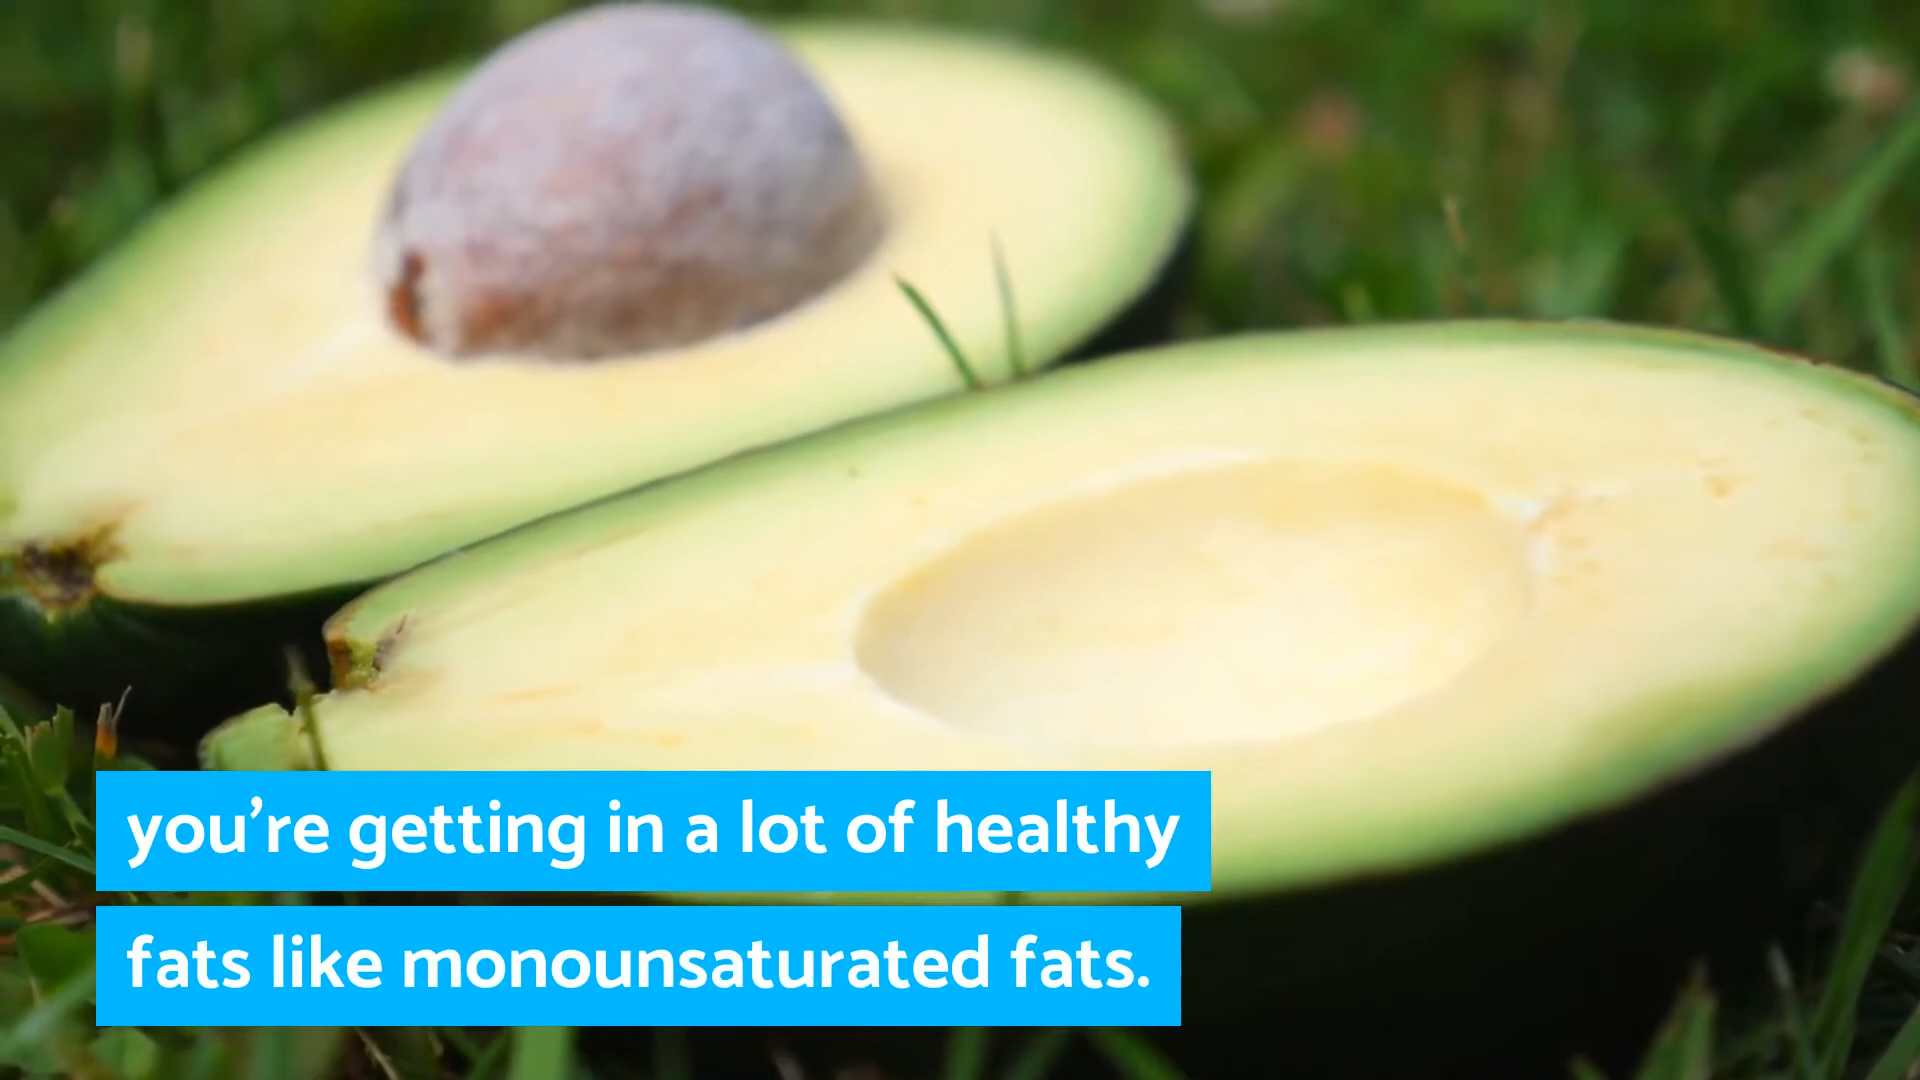 you’re getting in a lot of healthy
fats like monounsaturated fats.